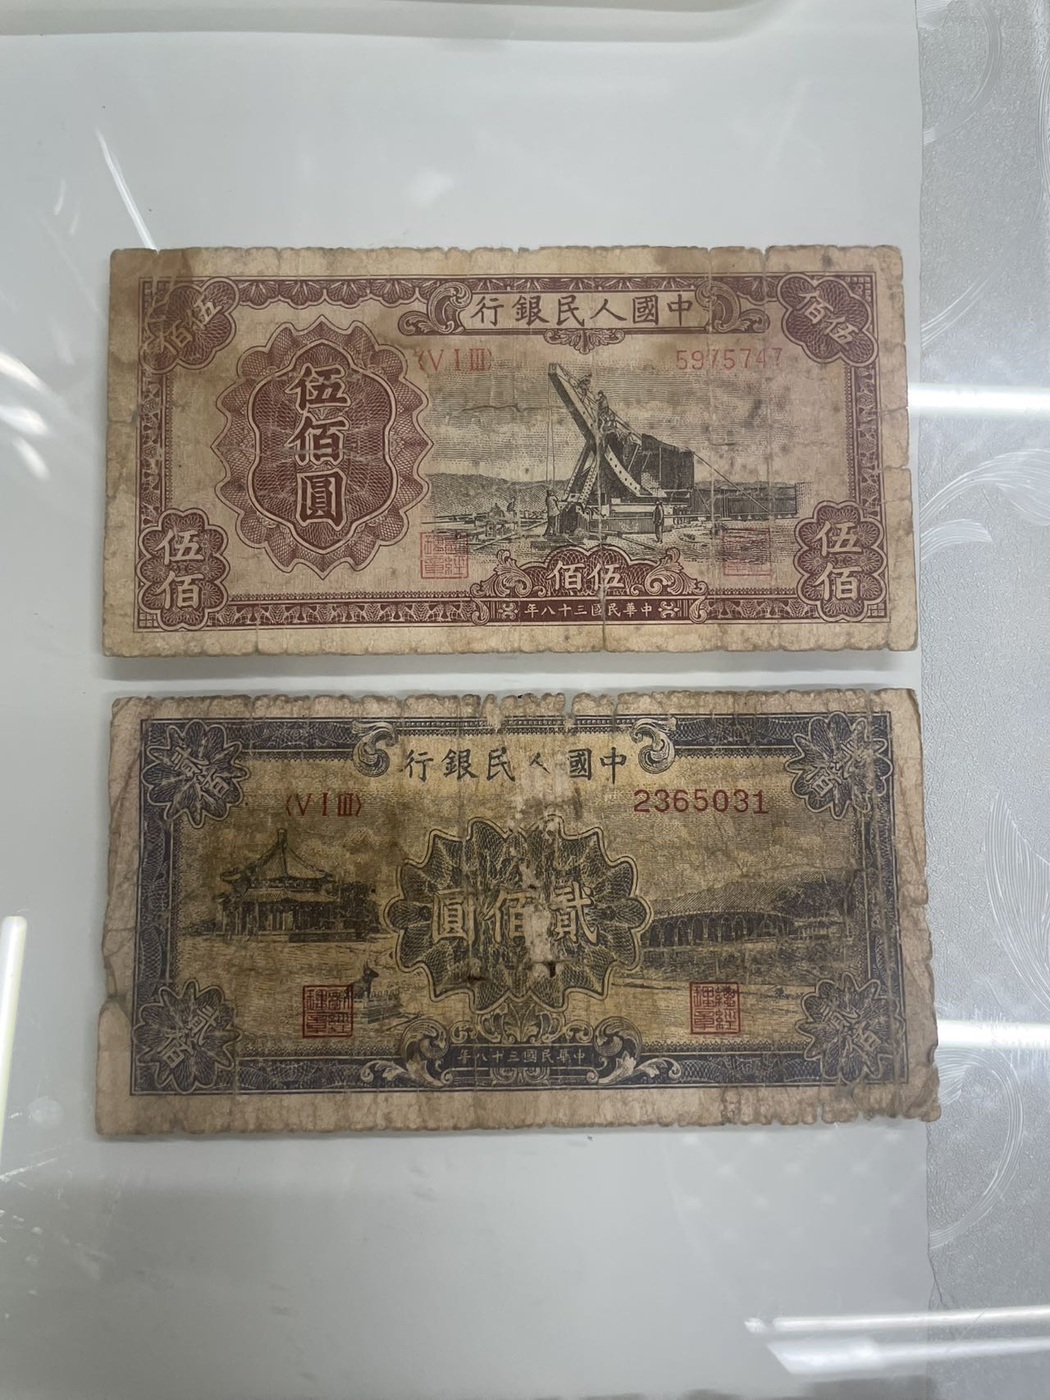 中國人民銀行
伍佰
佰伍
〈VIⅢ〉
5975747
伍佰圓
伍佰
伍佰
伍佰
中華民國三十八年
中國人民銀行
〈VIⅢ〉
2365031
貳佰圓
中華民國三十八年